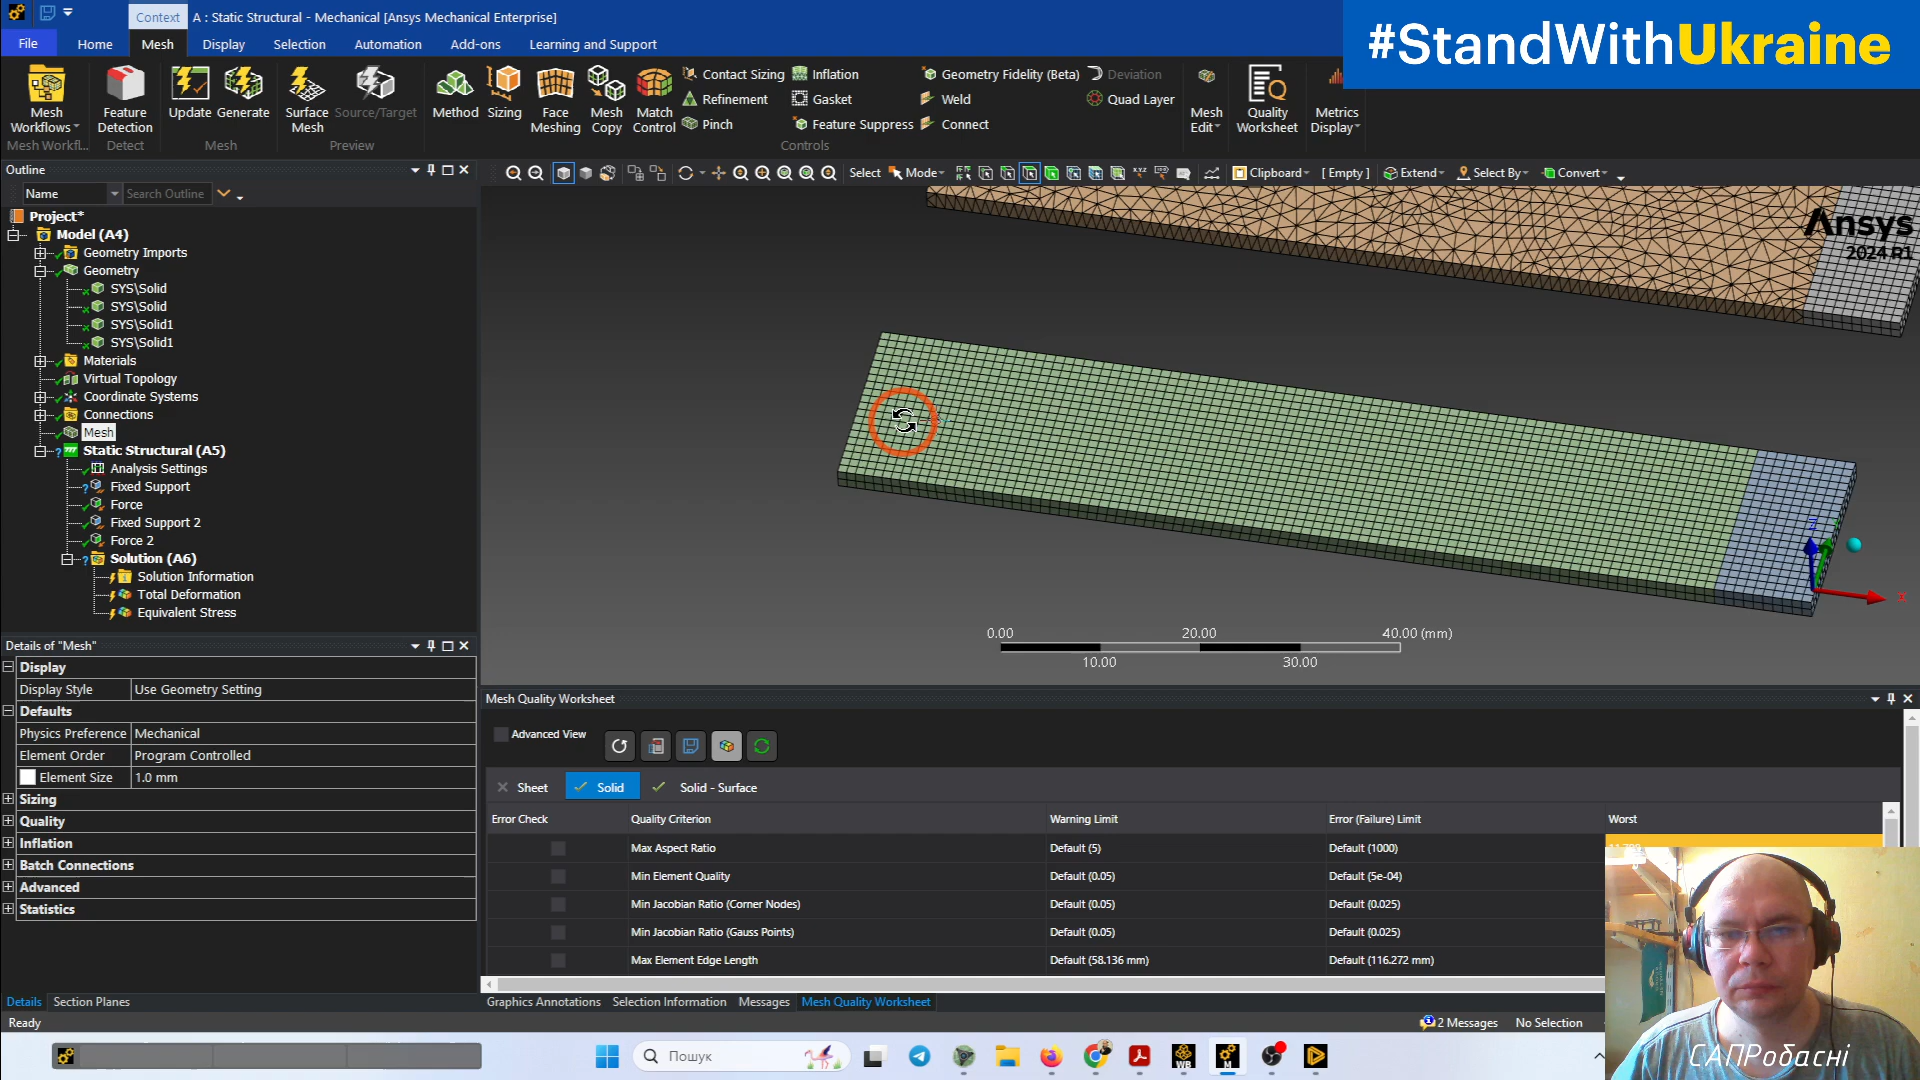 Context
A : Static Structural - Mechanical [Ansys Mechanical Enterprise]
#StandWithUkraine
File
Home
Mesh
Display
Selection
Automation
Add-ons
Learning and Support
Mesh Workflows
Feature Detection
Update
Generate
Surface Mesh
Source/Target
Method
Sizing
Face Meshing
Mesh Copy
Match Control
Contact Sizing
Refinement
Pinch
Inflation
Gasket
Feature Suppress
Geometry Fidelity (Beta)
Weld
Connect
Deviation
Quad Layer
Mesh Edit
Quality Worksheet
Metrics Display
Mesh Workfl...
Detect
Mesh
Preview
Controls
Outline
Name
Search Outline
Select
Mode
Clipboard
[ Empty ]
Extend
Select By
Convert
Project*
Model (A4)
Geometry Imports
Geometry
SYS\Solid
SYS\Solid
SYS\Solid1
SYS\Solid1
Materials
Virtual Topology
Coordinate Systems
Connections
Mesh
Static Structural (A5)
Analysis Settings
Fixed Support
Force
Fixed Support 2
Force 2
Solution (A6)
Solution Information
Total Deformation
Equivalent Stress
Ansys
2024 R1
Z
X
0.00
20.00
40.00 (mm)
10.00
30.00
Details of "Mesh"
Display
Display Style
Use Geometry Setting
Defaults
Physics Preference
Mechanical
Element Order
Program Controlled
Element Size
1.0 mm
Sizing
Quality
Inflation
Batch Connections
Advanced
Statistics
Mesh Quality Worksheet
Advanced View
Sheet
Solid
Solid - Surface
Error Check
Quality Criterion
Warning Limit
Error (Failure) Limit
Worst
Max Aspect Ratio
Default (5)
Default (1000)
Min Element Quality
Default (0.05)
Default (5e-04)
Min Jacobian Ratio (Corner Nodes)
Default (0.05)
Default (0.025)
Min Jacobian Ratio (Gauss Points)
Default (0.05)
Default (0.025)
Max Element Edge Length
Default (58.136 mm)
Default (116.272 mm)
Details
Section Planes
Graphics Annotations
Selection Information
Messages
Mesh Quality Worksheet
Ready
2 Messages
No Selection
Пошук
WB
M
САПРобасні